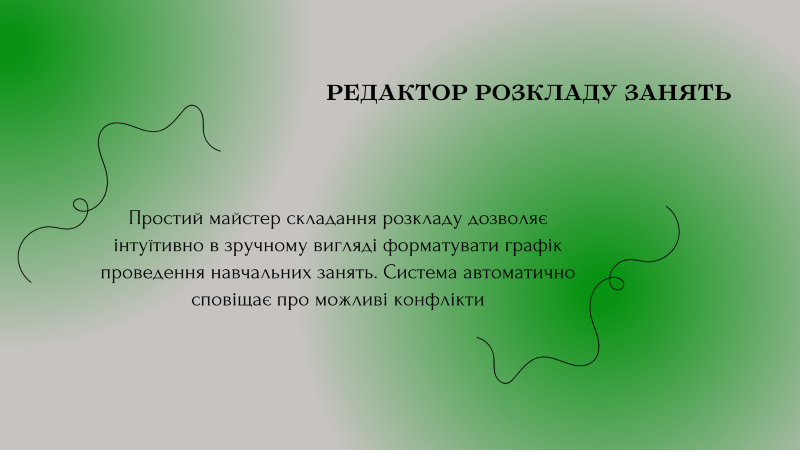 РЕДАКТОР РОЗКЛАДУ ЗАНЯТЬ
Простий майстер складання розкладу дозволяє
інтуїтивно в зручному вигляді форматувати графік
проведення навчальних занять. Система автоматично
сповіщає про можливі конфлікти